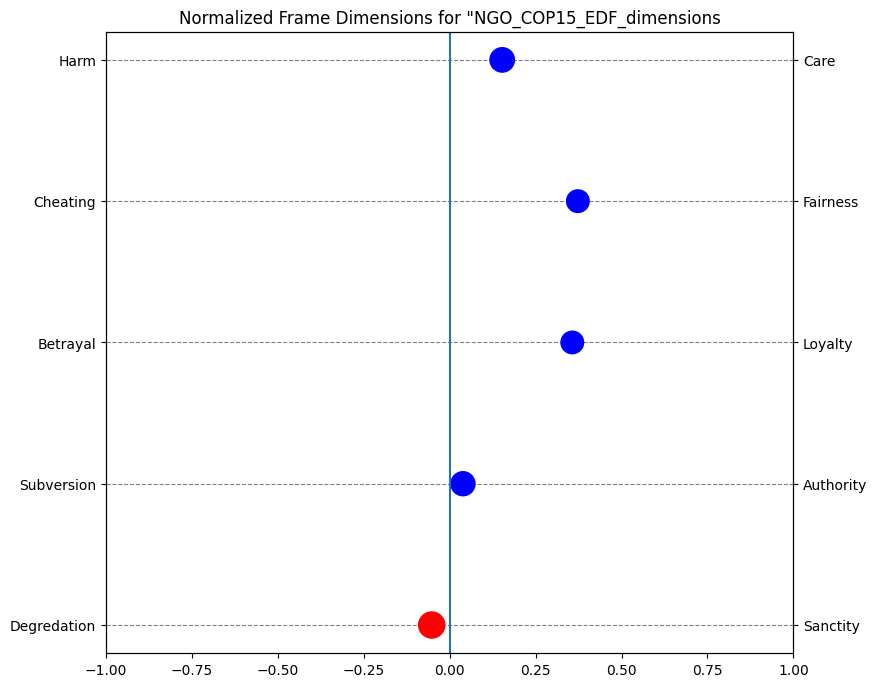 Normalized Frame Dimensions for "NGO_COP15_EDF_dimensions
Harm Care
Cheating Fairness
Betrayal Loyalty
Subversion Authority
Degredation Sanctity
−1.00 −0.75 −0.50 −0.25 0.00 0.25 0.50 0.75 1.00